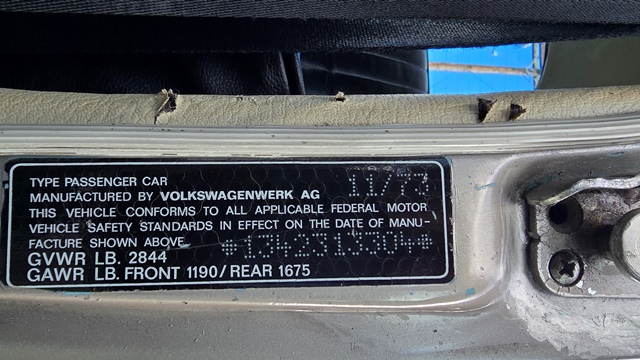 TYPE PASSENGER CAR 11/73
MANUFACTURED BY VOLKSWAGENWERK AG
THIS VEHICLE CONFORMS TO ALL APPLICABLE FEDERAL MOTOR
VEHICLE SAFETY STANDARDS IN EFFECT ON THE DATE OF MANU-
FACTURE SHOWN ABOVE *1342313304*
GVWR LB. 2844
GAWR LB. FRONT 1190/REAR 1675